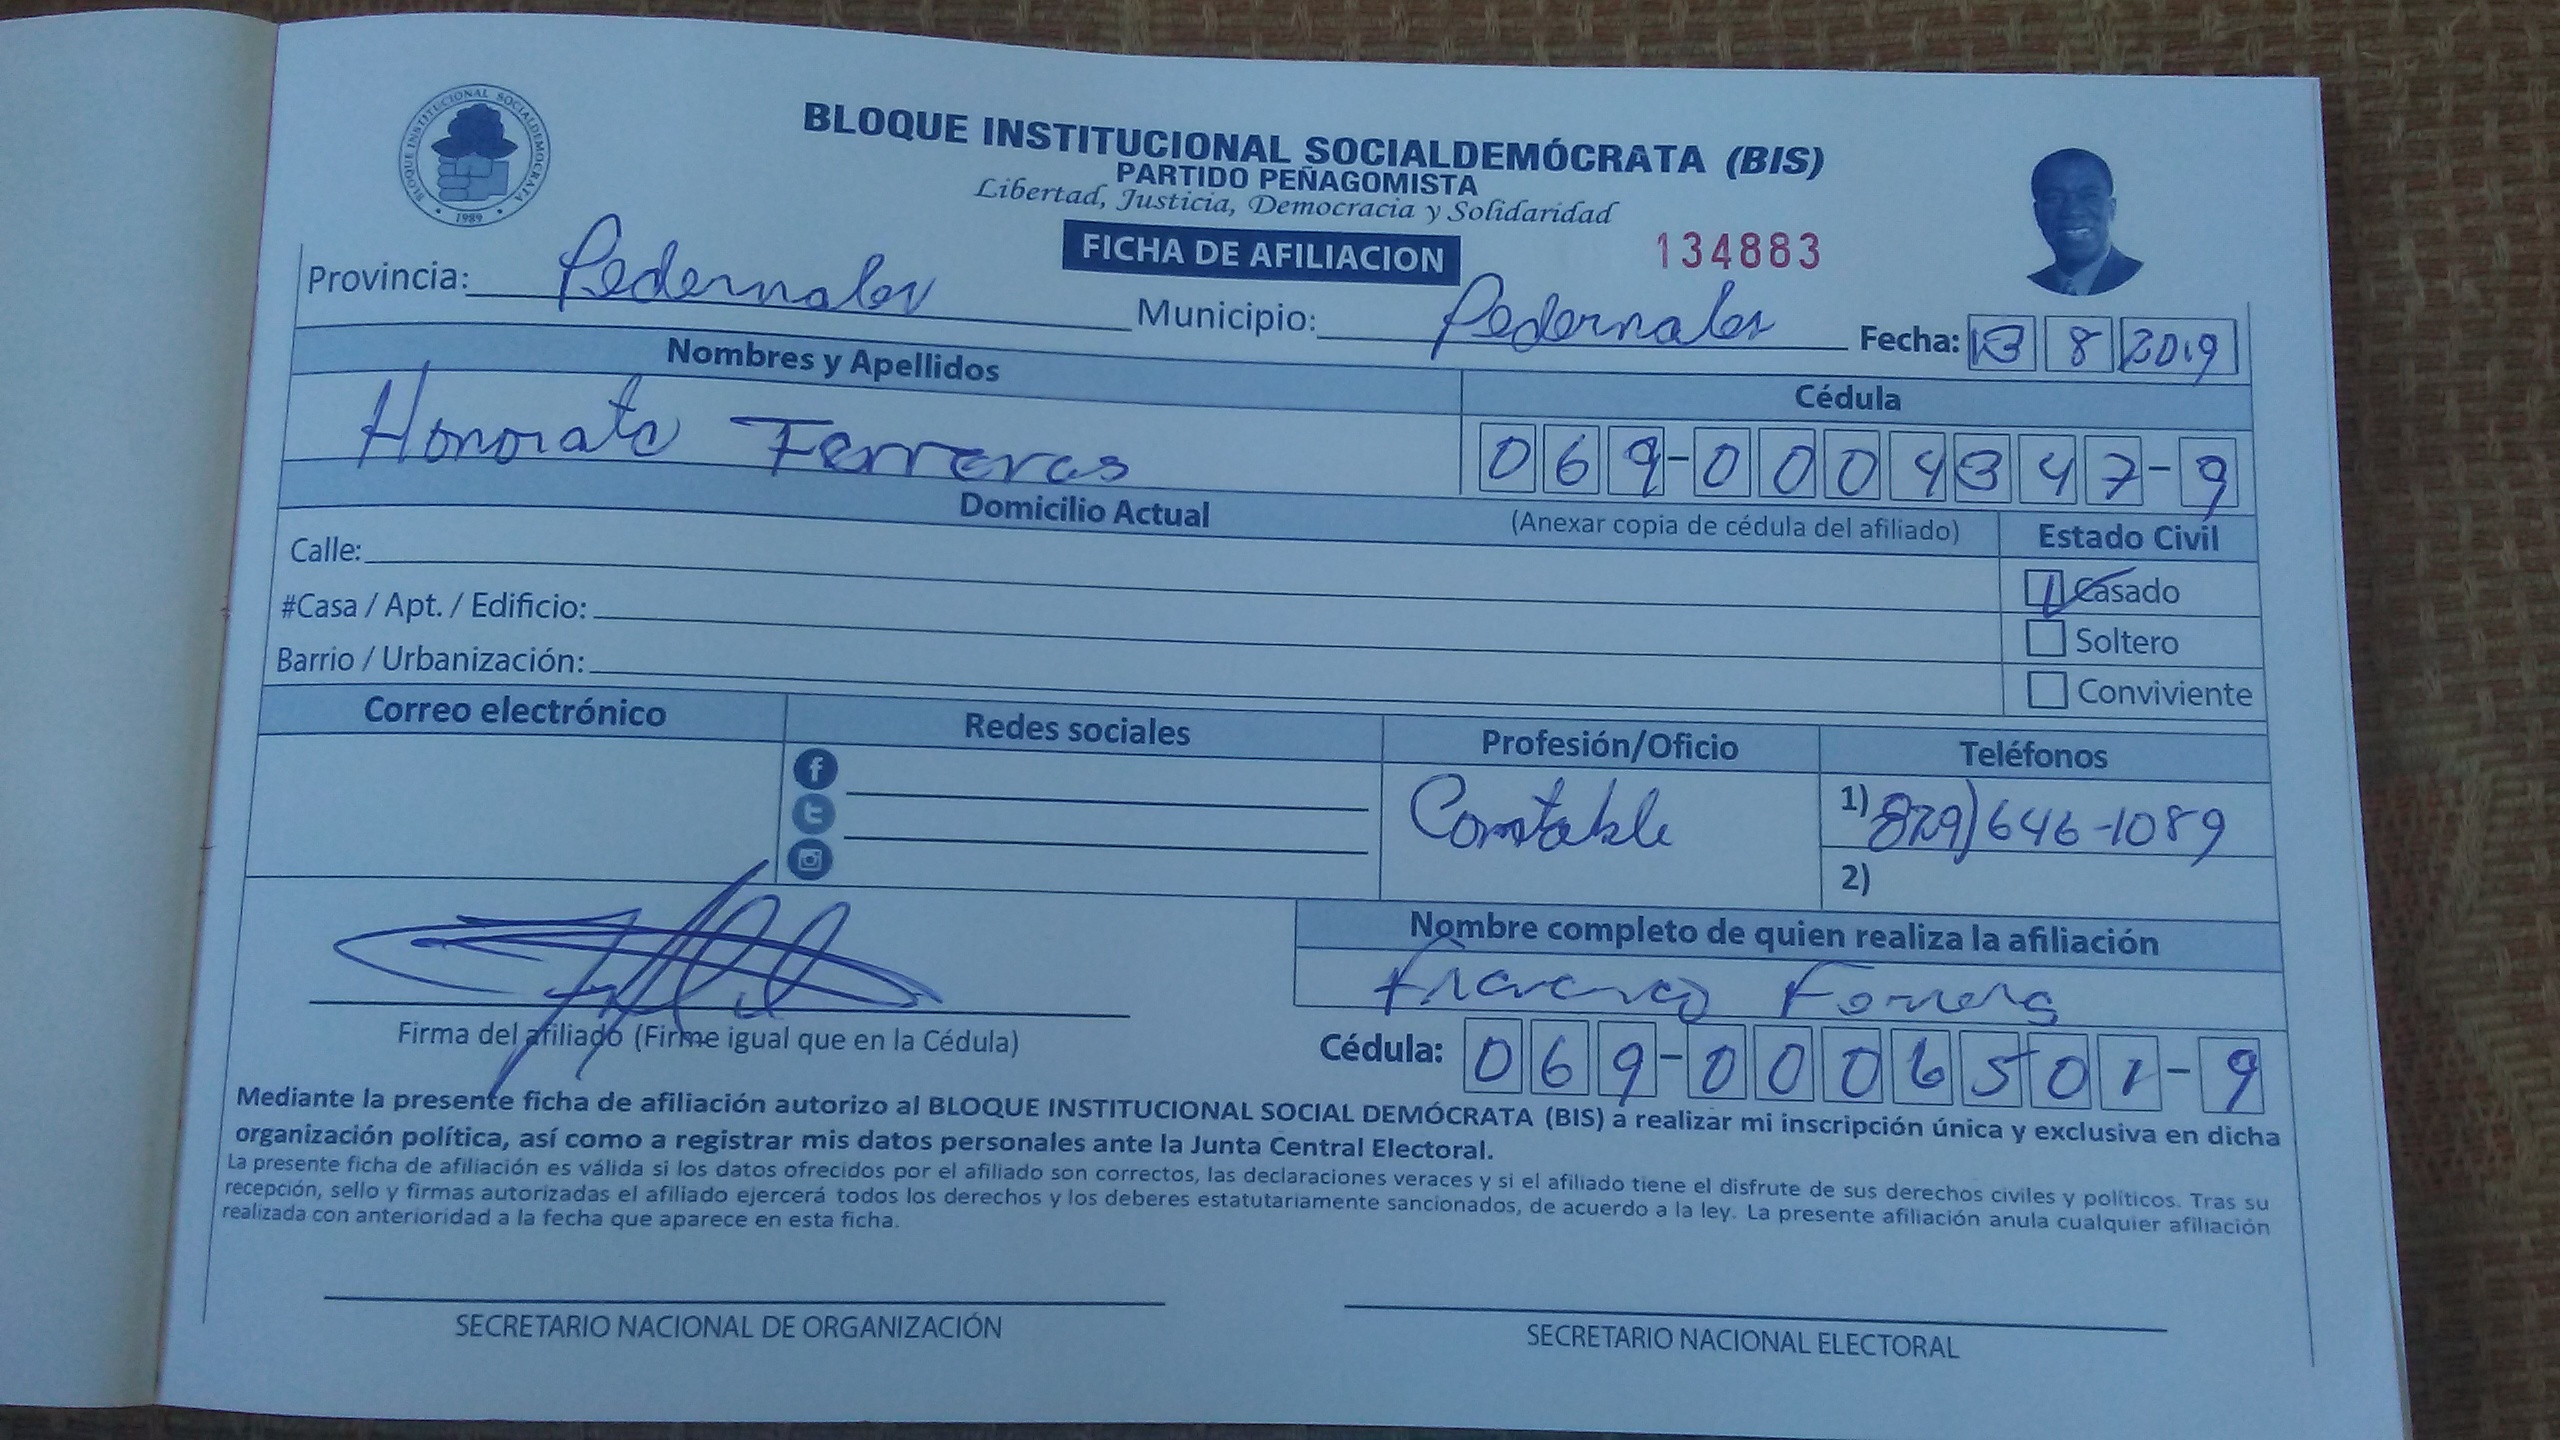 BLOQUE INSTITUCIONAL SOCIALDEMÓCRATA
1989
BLOQUE INSTITUCIONAL SOCIALDEMÓCRATA (BIS)
PARTIDO PEÑAGOMISTA
Libertad, Justicia, Democracia y Solidaridad
FICHA DE AFILIACION 134883
Provincia: Pedernales Municipio: Pedernales Fecha: 13 8 2019
Nombres y Apellidos Cédula
Honorato Ferreras 069-0004347-9
Domicilio Actual (Anexar copia de cédula del afiliado) Estado Civil
Calle: Casado
#Casa / Apt. / Edificio: Soltero
Barrio / Urbanización: Conviviente
Correo electrónico Redes sociales Profesión/Oficio Teléfonos
Contable 1) 829) 646-1089
2)
Nombre completo de quien realiza la afiliación
Francisco Ferreras
Firma del afiliado (Firme igual que en la Cédula) Cédula: 069-0006501-9
Mediante la presente ficha de afiliación autorizo al BLOQUE INSTITUCIONAL SOCIAL DEMÓCRATA (BIS) a realizar mi inscripción única y exclusiva en dicha
organización política, así como a registrar mis datos personales ante la Junta Central Electoral.
La presente ficha de afiliación es válida si los datos ofrecidos por el afiliado son correctos, las declaraciones veraces y si el afiliado tiene el disfrute de sus derechos civiles y políticos. Tras su
recepción, sello y firmas autorizadas el afiliado ejercerá todos los derechos y los deberes estatutariamente sancionados, de acuerdo a la ley. La presente afiliación anula cualquier afiliación
realizada con anterioridad a la fecha que aparece en esta ficha.
SECRETARIO NACIONAL DE ORGANIZACIÓN SECRETARIO NACIONAL ELECTORAL